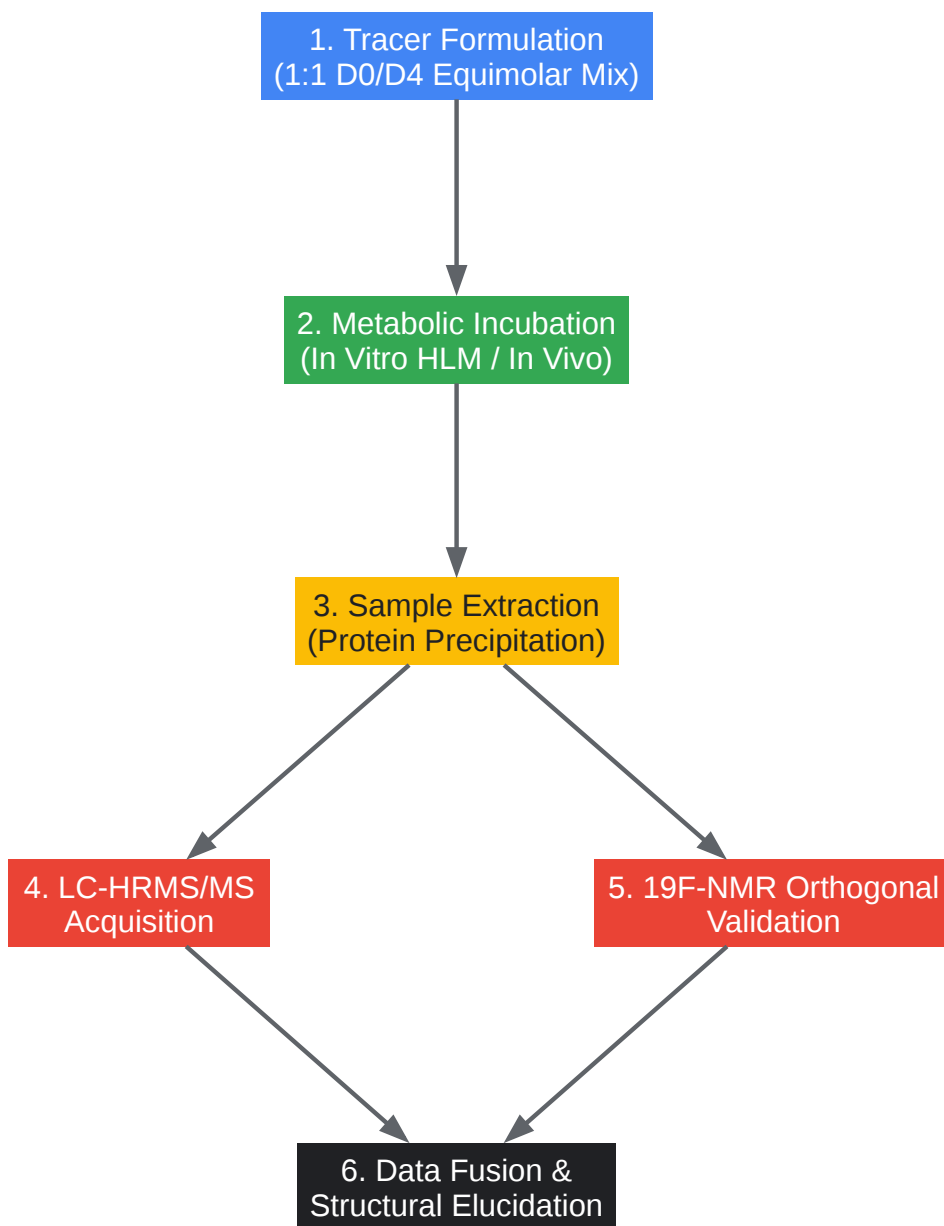 1. Tracer Formulation
(1:1 D0/D4 Equimolar Mix)
2. Metabolic Incubation
(In Vitro HLM / In Vivo)
3. Sample Extraction
(Protein Precipitation)
4. LC-HRMS/MS
Acquisition
5. 19F-NMR Orthogonal
Validation
6. Data Fusion &
Structural Elucidation